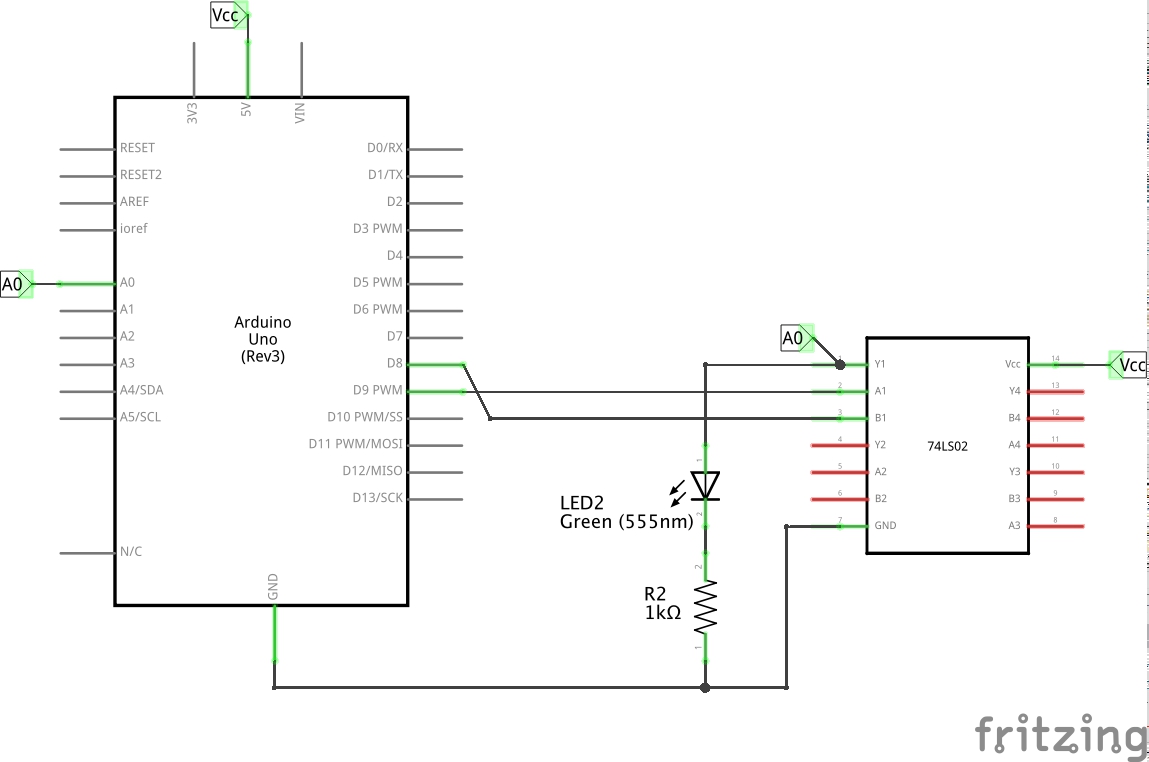 Vcc
3V3
5V
VIN
RESET
RESET2
AREF
ioref
A0
A0
A1
A2
A3
A4/SDA
A5/SCL
N/C
GND
Arduino
Uno
(Rev3)
D0/RX
D1/TX
D2
D3 PWM
D4
D5 PWM
D6 PWM
D7
D8
D9 PWM
D10 PWM/SS
D11 PWM/MOSI
D12/MISO
D13/SCK
A0
1
2
3
4
5
6
7
Y1
A1
B1
Y2
A2
B2
GND
74LS02
Vcc
Y4
B4
A4
Y3
B3
A3
14
13
12
11
10
9
8
Vcc
1
LED2
Green (555nm)
2
2
R2
1kΩ
1
fritzing